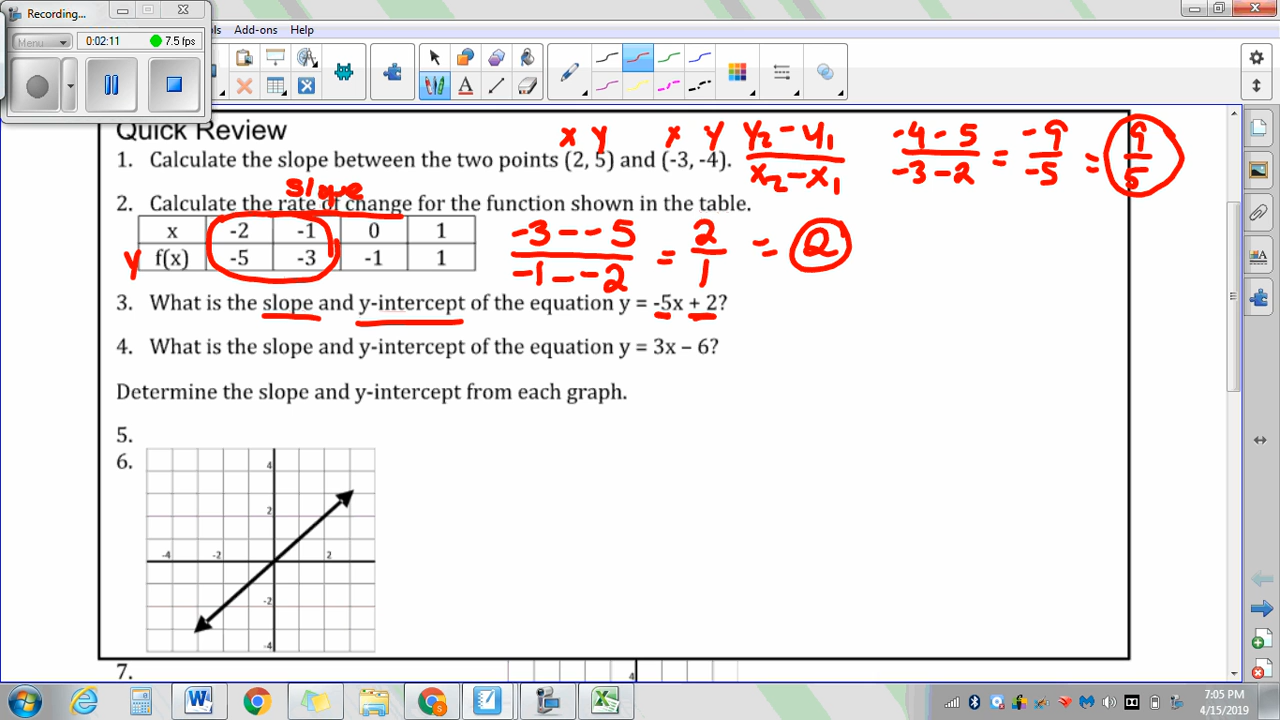 Recording...
Menu
00:02:11
7.5 fps
ols Add-ons Help
Quick Review
x y x y y₂ - y₁ -4 - 5 -9 9
1. Calculate the slope between the two points (2, 5) and (-3, -4). = =
x₂ - x₁ -3 - 2 -5 5
slope
2. Calculate the rate of change for the function shown in the table.
x -2 -1 0 1
y f(x) -5 -3 -1 1
-3 - -5 2
= = 2
-1 - -2 1
3. What is the slope and y-intercept of the equation y = -5x + 2?
4. What is the slope and y-intercept of the equation y = 3x – 6?
Determine the slope and y-intercept from each graph.
5.
6.
4
2
-4 -2 2
-2
-4
7.
4
7:05 PM
4/15/2019